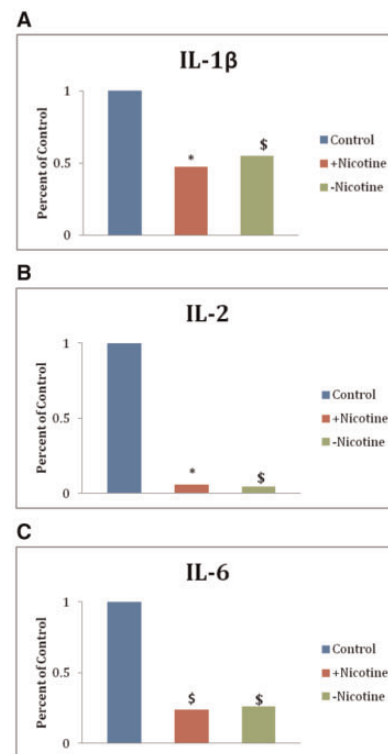 A
IL-1β
Percent of Control
1
0.5
0
*
$
Control
+Nicotine
-Nicotine
B
IL-2
Percent of Control
1
0.5
0
*
$
Control
+Nicotine
-Nicotine
C
IL-6
Percent of Control
1
0.5
0
$
$
Control
+Nicotine
-Nicotine